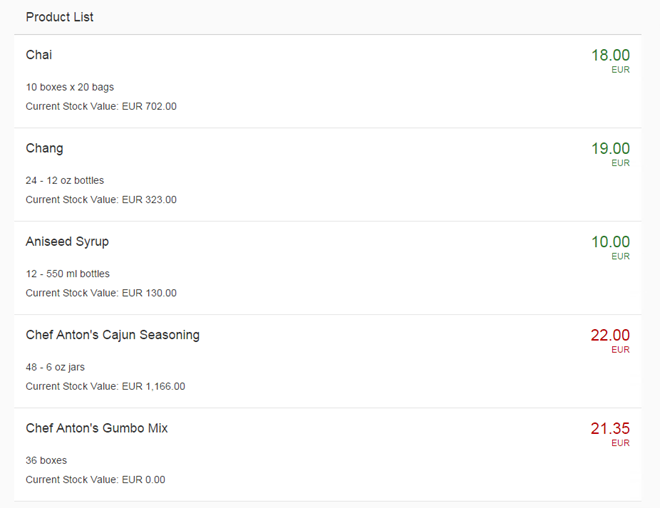 Product List
Chai
18.00
EUR
10 boxes x 20 bags
Current Stock Value: EUR 702.00
Chang
19.00
EUR
24 - 12 oz bottles
Current Stock Value: EUR 323.00
Aniseed Syrup
10.00
EUR
12 - 550 ml bottles
Current Stock Value: EUR 130.00
Chef Anton's Cajun Seasoning
22.00
EUR
48 - 6 oz jars
Current Stock Value: EUR 1,166.00
Chef Anton's Gumbo Mix
21.35
EUR
36 boxes
Current Stock Value: EUR 0.00